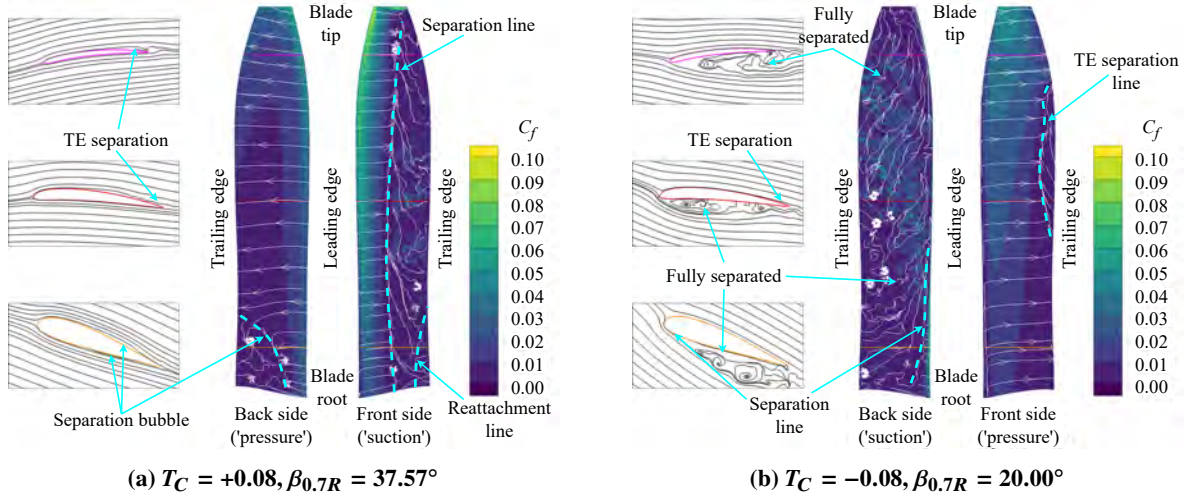 Blade
tip
Separation line
TE separation
C_f
0.10
0.09
0.08
0.07
0.06
0.05
0.04
0.03
0.02
0.01
0.00
Trailing edge
Leading edge
Trailing edge
Separation bubble
Blade
root
Reattachment
line
Back side
('pressure')
Front side
('suction')
(a) T_C = +0.08, β_{0.7R} = 37.57°
Fully
separated
Blade
tip
TE separation
line
TE separation
C_f
0.10
0.09
0.08
0.07
0.06
0.05
0.04
0.03
0.02
0.01
0.00
Trailing edge
Leading edge
Trailing edge
Fully separated
Separation
line
Blade
root
Back side
('suction')
Front side
('pressure')
(b) T_C = −0.08, β_{0.7R} = 20.00°